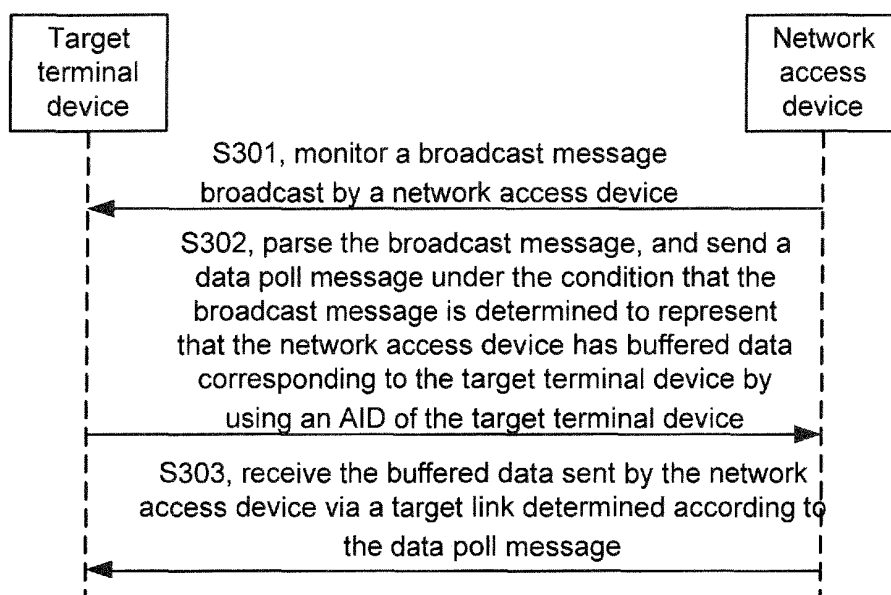 Target
terminal
device
Network
access
device
S301, monitor a broadcast message
broadcast by a network access device
S302, parse the broadcast message, and send a
data poll message under the condition that the
broadcast message is determined to represent
that the network access device has buffered data
corresponding to the target terminal device by
using an AID of the target terminal device
S303, receive the buffered data sent by the network
access device via a target link determined according to
the data poll message